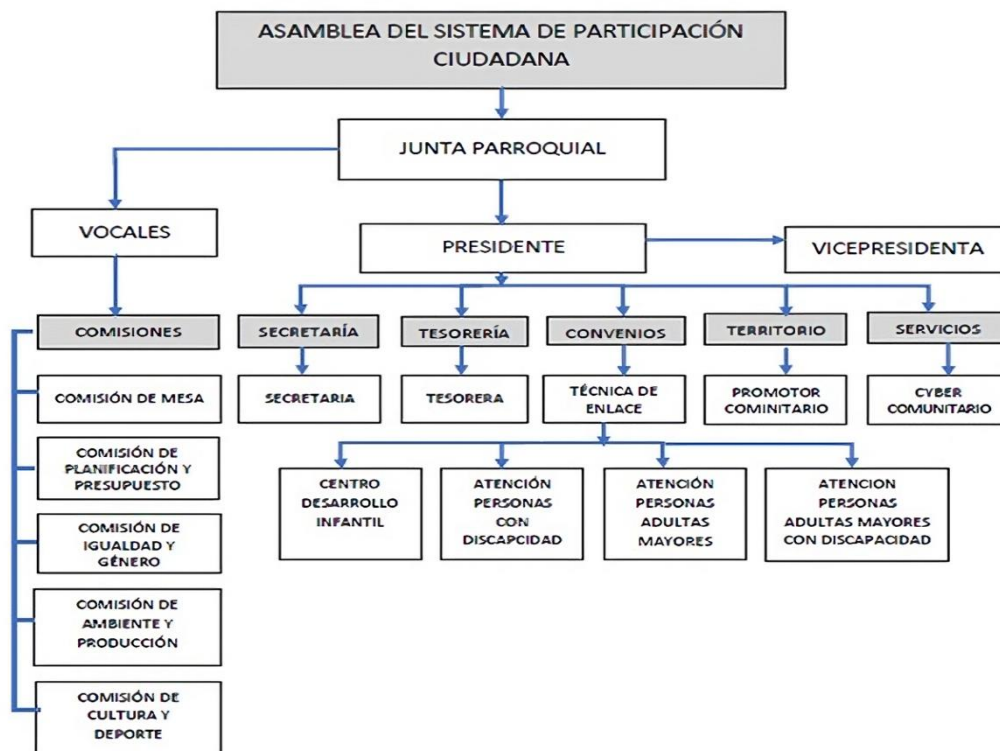 ASAMBLEA DEL SISTEMA DE PARTICIPACIÓN
CIUDADANA
JUNTA PARROQUIAL
VOCALES
PRESIDENTE
VICEPRESIDENTA
COMISIONES
SECRETARÍA
TESORERÍA
CONVENIOS
TERRITORIO
SERVICIOS
COMISIÓN DE MESA
SECRETARIA
TESORERA
TÉCNICA DE
ENLACE
PROMOTOR
COMINITARIO
CYBER
COMUNITARIO
COMISIÓN DE
PLANIFICACIÓN Y
PRESUPUESTO
CENTRO
DESARROLLO
INFANTIL
ATENCIÓN
PERSONAS
CON
DISCAPCIDAD
ATENCIÓN
PERSONAS
ADULTAS
MAYORES
ATENCION
PERSONAS
ADULTAS MAYORES
CON DISCAPACIDAD
COMISIÓN DE
IGUALDAD Y
GÉNERO
COMISIÓN DE
AMBIENTE Y
PRODUCCIÓN
COMISIÓN DE
CULTURA Y
DEPORTE